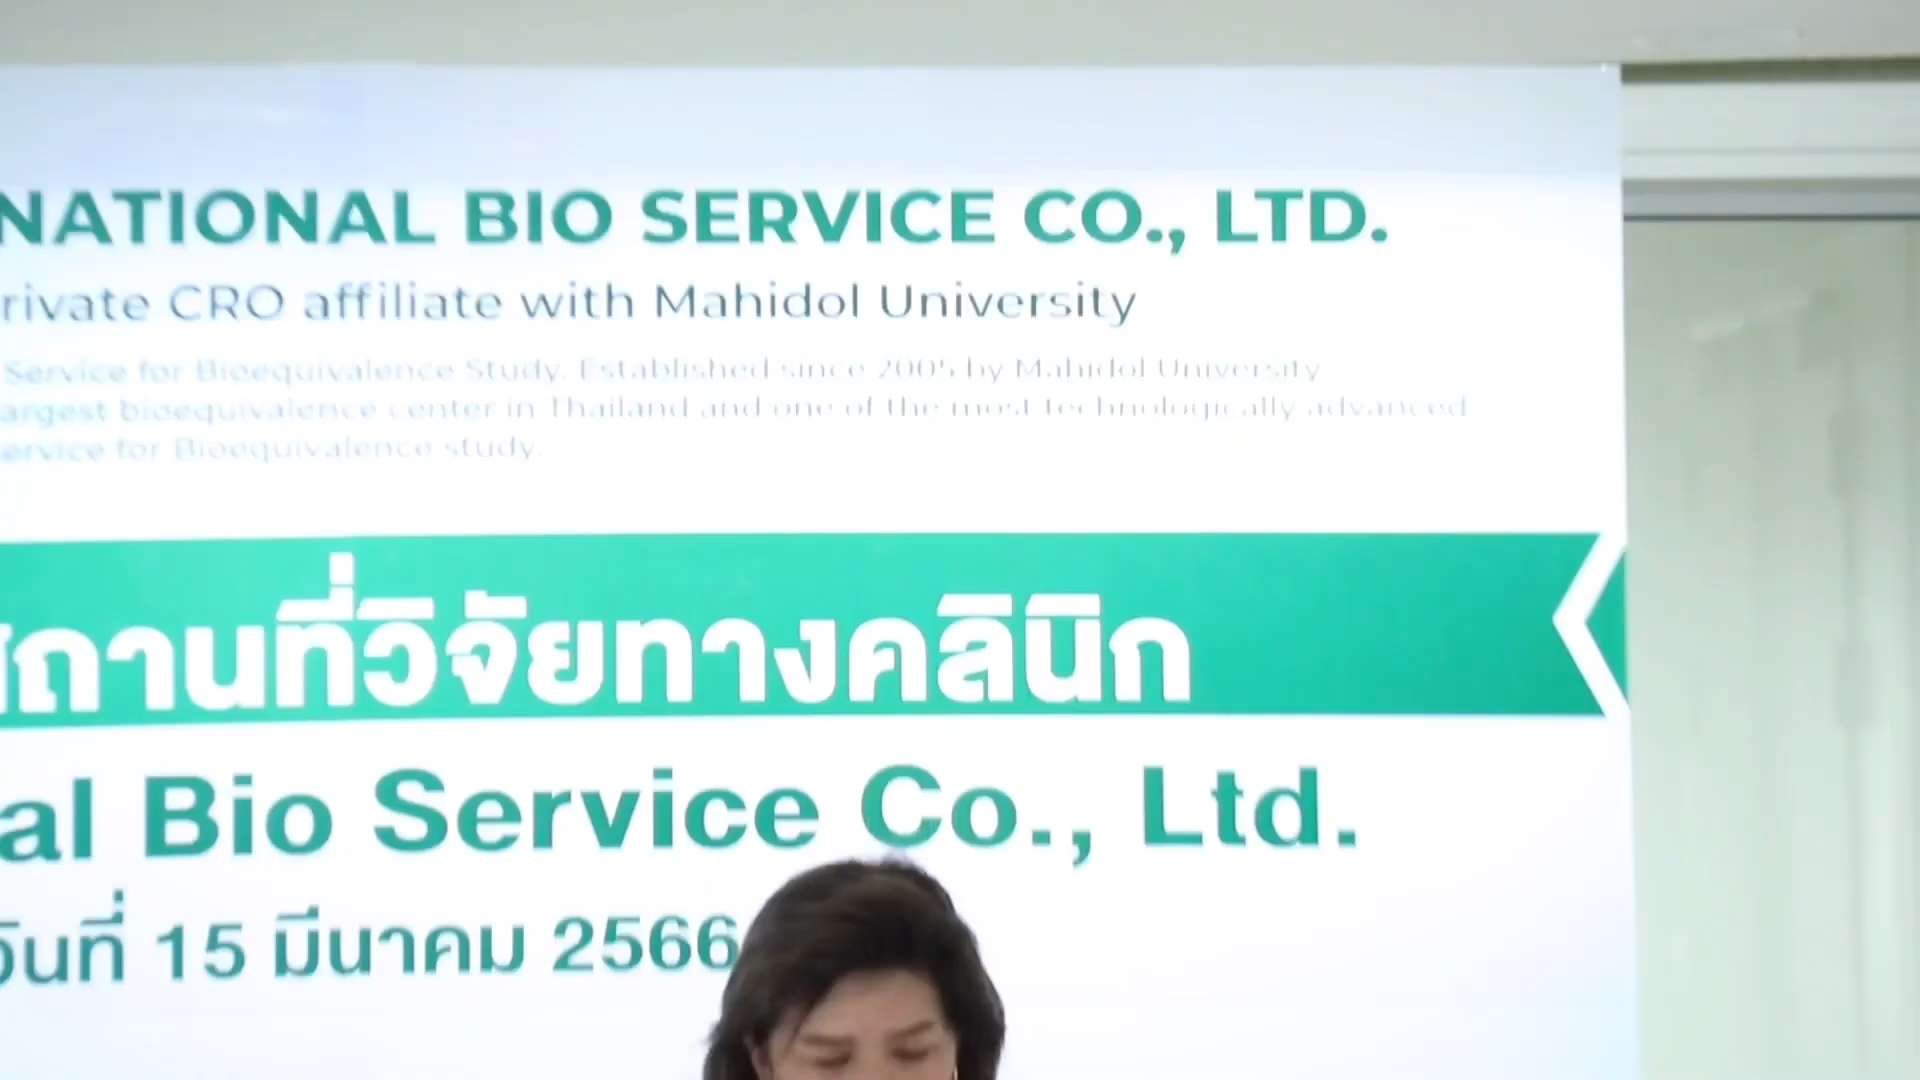 NATIONAL BIO SERVICE CO., LTD.
rivate CRO affiliate with Mahidol University
Service for Bioequivalence Study. Established since 2005 by Mahidol University
argest bioequivalence center in Thailand and one of the most technologically advanced
ervice for Bioequivalence study.
สถานที่วิจัยทางคลินิก
al Bio Service Co., Ltd.
วันที่ 15 มีนาคม 2566